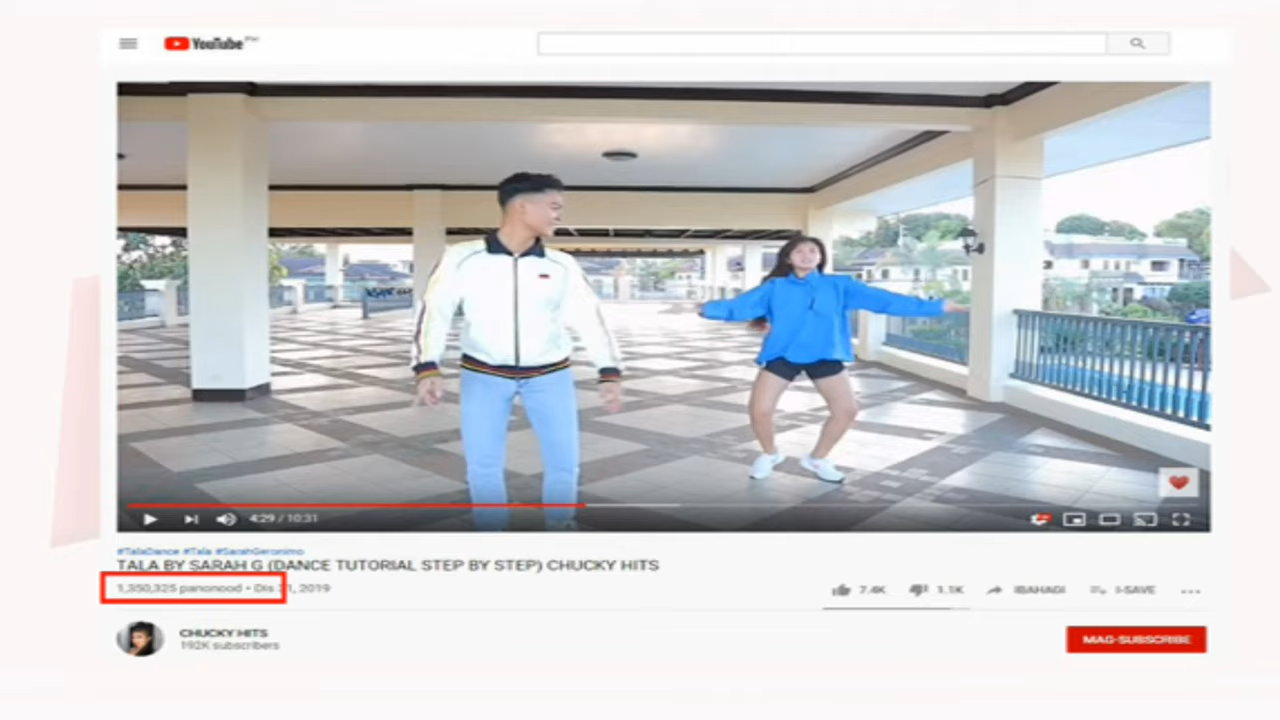 YouTube PH
4:29 / 10:31
#TalaDance #Tala #SarahGeronimo
TALA BY SARAH G (DANCE TUTORIAL STEP BY STEP) CHUCKY HITS
1,350,325 panonood • Dis 31, 2019
7.4K 1.1K IBAHAGI I-SAVE
CHUCKY HITS
192K subscribers
MAG-SUBSCRIBE